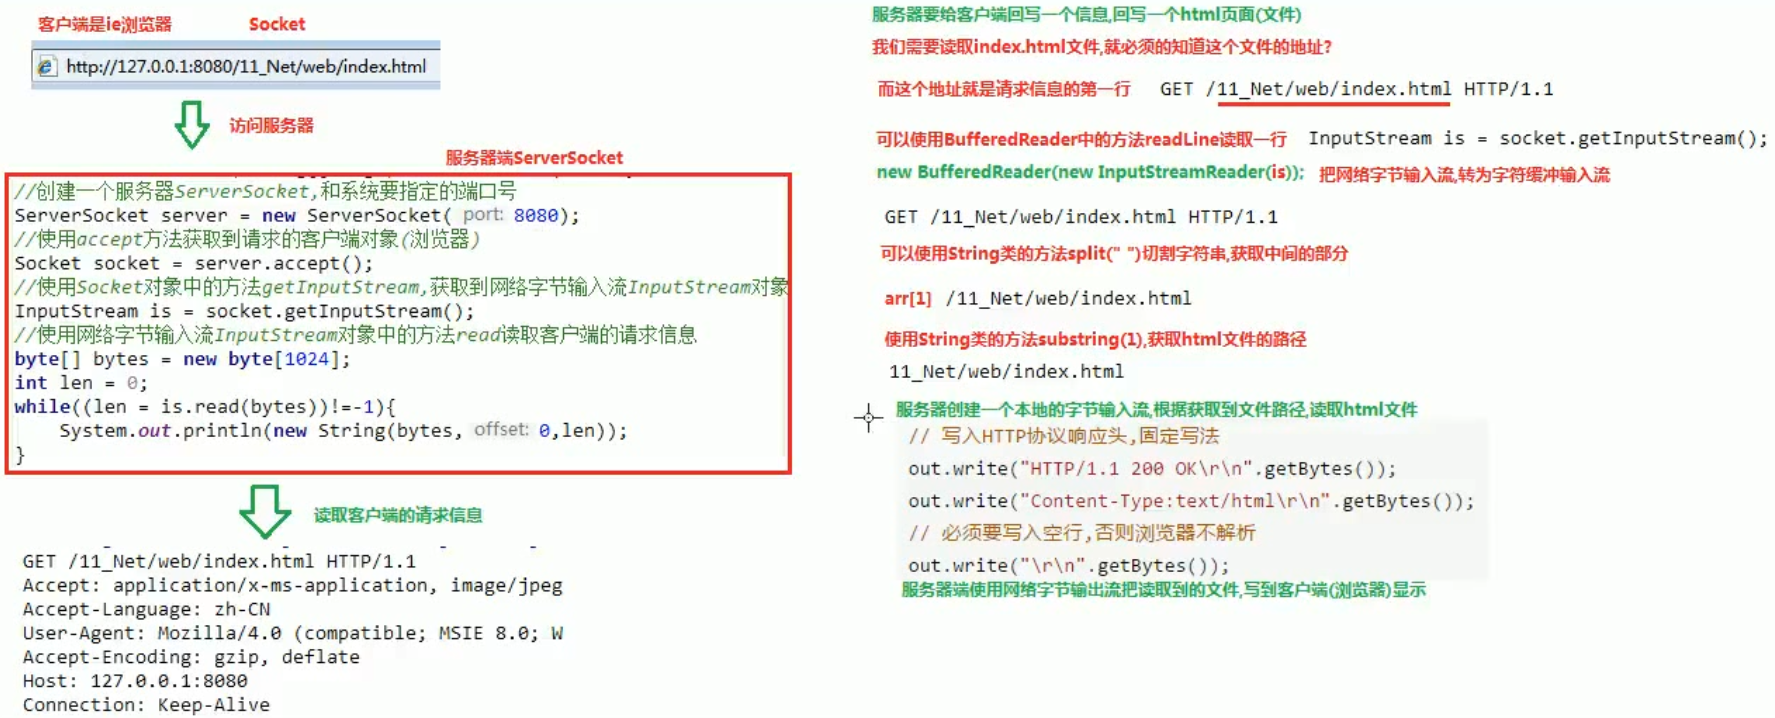 客户端是ie浏览器 Socket
http://127.0.0.1:8080/11_Net/web/index.html
访问服务器
服务器端ServerSocket
//创建一个服务器ServerSocket,和系统要指定的端口号
ServerSocket server = new ServerSocket( port: 8080);
//使用accept方法获取到请求的客户端对象(浏览器)
Socket socket = server.accept();
//使用Socket对象中的方法getInputStream,获取到网络字节输入流InputStream对象
InputStream is = socket.getInputStream();
//使用网络字节输入流InputStream对象中的方法read读取客户端的请求信息
byte[] bytes = new byte[1024];
int len = 0;
while((len = is.read(bytes))!=-1){
System.out.println(new String(bytes, offset: 0,len));
}
读取客户端的请求信息
GET /11_Net/web/index.html HTTP/1.1
Accept: application/x-ms-application, image/jpeg
Accept-Language: zh-CN
User-Agent: Mozilla/4.0 (compatible; MSIE 8.0; W
Accept-Encoding: gzip, deflate
Host: 127.0.0.1:8080
Connection: Keep-Alive
服务器要给客户端回写一个信息,回写一个html页面(文件)
我们需要读取index.html文件,就必须的知道这个文件的地址?
而这个地址就是请求信息的第一行 GET /11_Net/web/index.html HTTP/1.1
可以使用BufferedReader中的方法readLine读取一行 InputStream is = socket.getInputStream();
new BufferedReader(new InputStreamReader(is)); 把网络字节输入流,转为字符缓冲输入流
GET /11_Net/web/index.html HTTP/1.1
可以使用String类的方法split(" ")切割字符串,获取中间的部分
arr[1] /11_Net/web/index.html
使用String类的方法substring(1),获取html文件的路径
11_Net/web/index.html
服务器创建一个本地的字节输入流,根据获取到文件路径,读取html文件
// 写入HTTP协议响应头,固定写法
out.write("HTTP/1.1 200 OK\r\n".getBytes());
out.write("Content-Type:text/html\r\n".getBytes());
// 必须要写入空行,否则浏览器不解析
out.write("\r\n".getBytes());
服务器端使用网络字节输出流把读取到的文件,写到客户端(浏览器)显示